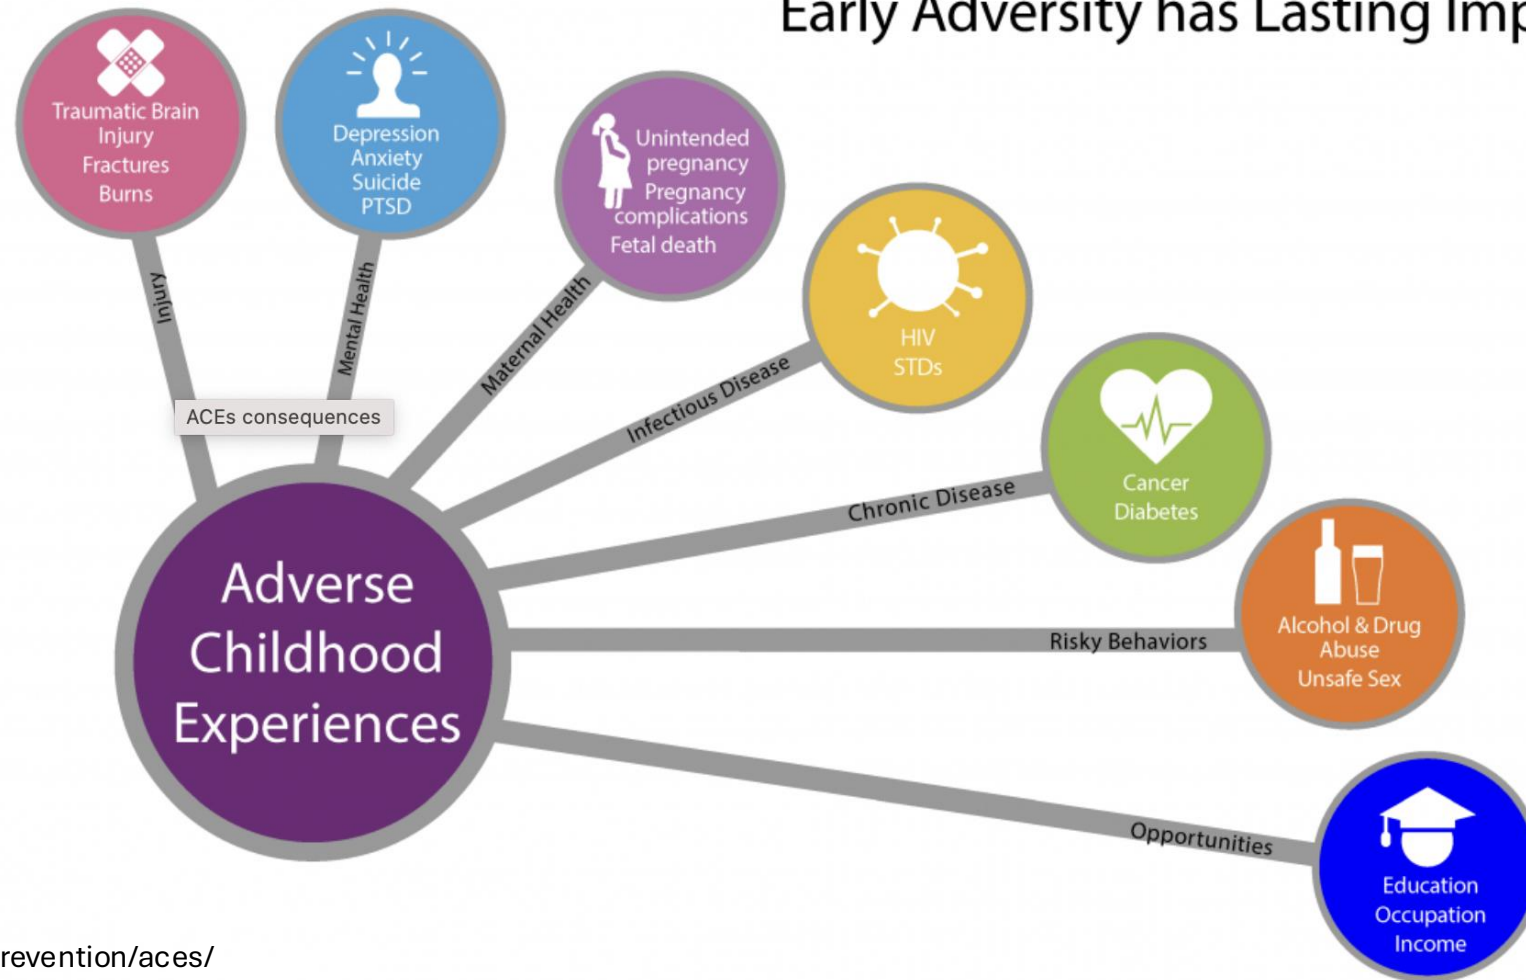 Early Adversity has Lasting Imp
Traumatic Brain
Injury
Fractures
Burns
Depression
Anxiety
Suicide
PTSD
Unintended
pregnancy
Pregnancy
complications
Fetal death
HIV
STDs
Cancer
Diabetes
Alcohol & Drug
Abuse
Unsafe Sex
Education
Occupation
Income
Injury
Mental Health
Maternal Health
Infectious Disease
Chronic Disease
Risky Behaviors
Opportunities
ACEs consequences
Adverse
Childhood
Experiences
revention/aces/